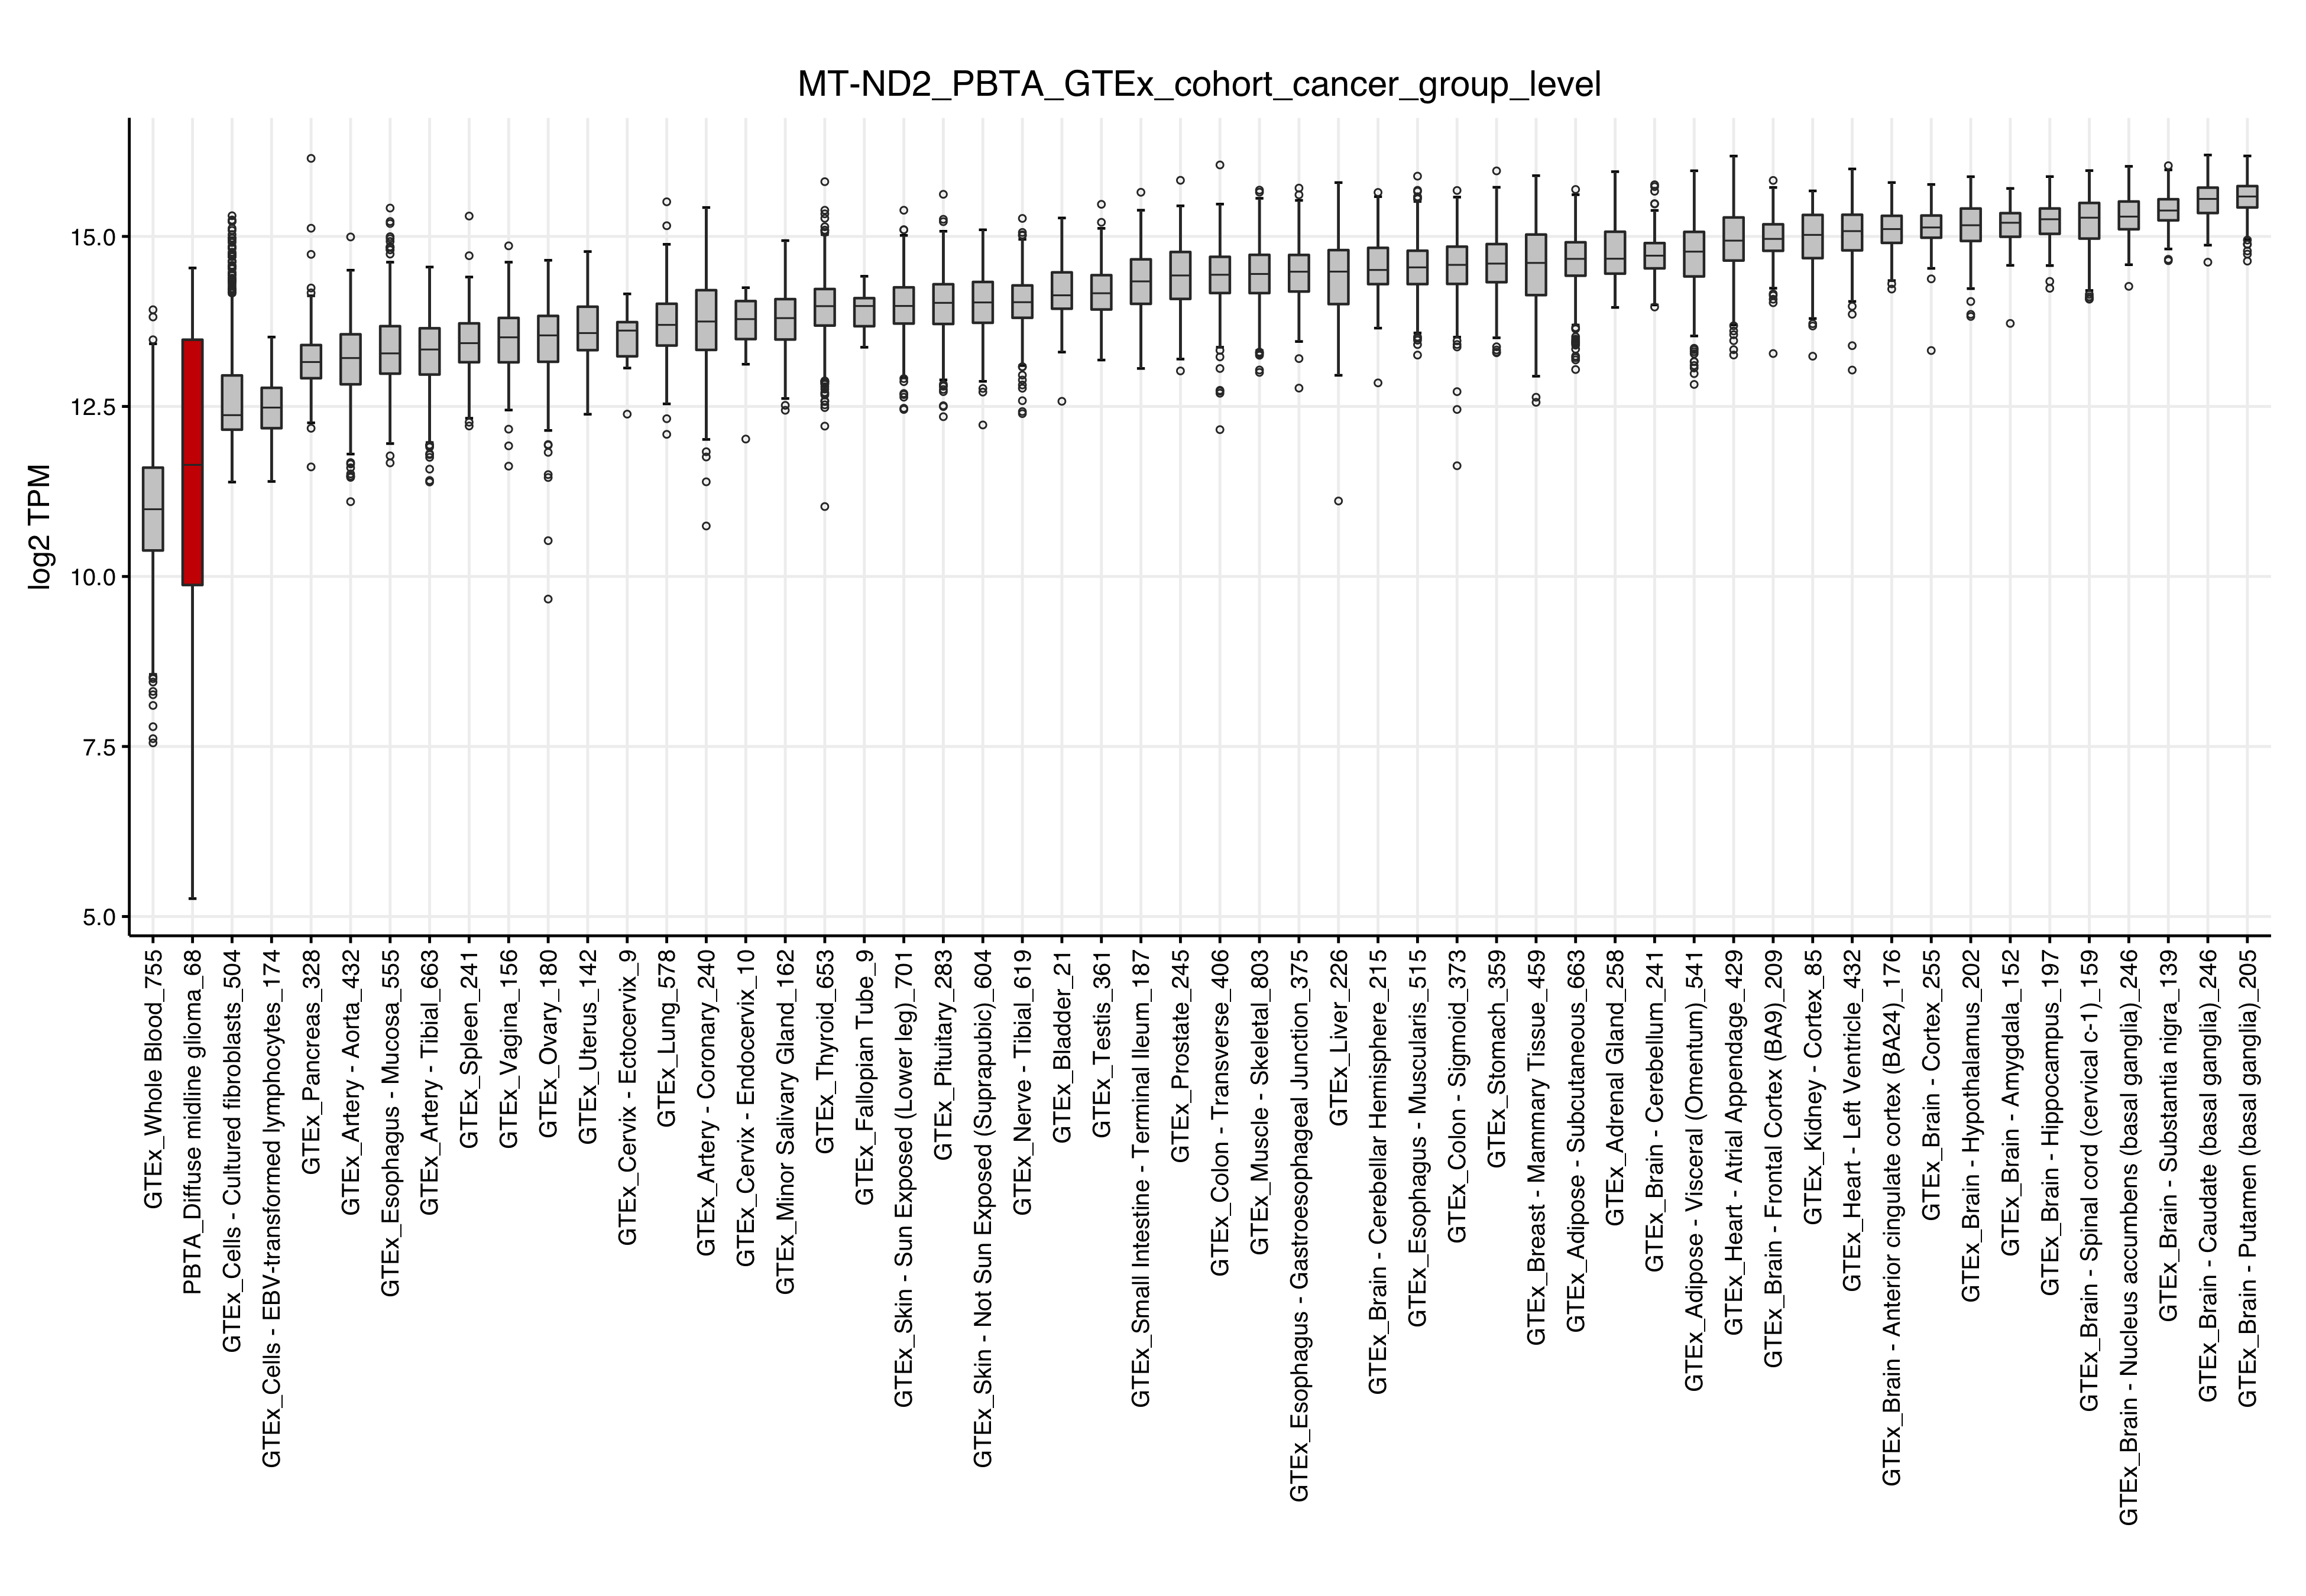 MT-ND2_PBTA_GTEx_cohort_cancer_group_level
log2 TPM
15.0
12.5
10.0
7.5
5.0
GTEx_Whole Blood_755
PBTA_Diffuse midline glioma_68
GTEx_Cells - Cultured fibroblasts_504
GTEx_Cells - EBV-transformed lymphocytes_174
GTEx_Pancreas_328
GTEx_Artery - Aorta_432
GTEx_Esophagus - Mucosa_555
GTEx_Artery - Tibial_663
GTEx_Spleen_241
GTEx_Vagina_156
GTEx_Ovary_180
GTEx_Uterus_142
GTEx_Cervix - Ectocervix_9
GTEx_Lung_578
GTEx_Artery - Coronary_240
GTEx_Cervix - Endocervix_10
GTEx_Minor Salivary Gland_162
GTEx_Thyroid_653
GTEx_Fallopian Tube_9
GTEx_Skin - Sun Exposed (Lower leg)_701
GTEx_Pituitary_283
GTEx_Skin - Not Sun Exposed (Suprapubic)_604
GTEx_Nerve - Tibial_619
GTEx_Bladder_21
GTEx_Testis_361
GTEx_Small Intestine - Terminal Ileum_187
GTEx_Prostate_245
GTEx_Colon - Transverse_406
GTEx_Muscle - Skeletal_803
GTEx_Esophagus - Gastroesophageal Junction_375
GTEx_Liver_226
GTEx_Brain - Cerebellar Hemisphere_215
GTEx_Esophagus - Muscularis_515
GTEx_Colon - Sigmoid_373
GTEx_Stomach_359
GTEx_Breast - Mammary Tissue_459
GTEx_Adipose - Subcutaneous_663
GTEx_Adrenal Gland_258
GTEx_Brain - Cerebellum_241
GTEx_Adipose - Visceral (Omentum)_541
GTEx_Heart - Atrial Appendage_429
GTEx_Brain - Frontal Cortex (BA9)_209
GTEx_Kidney - Cortex_85
GTEx_Heart - Left Ventricle_432
GTEx_Brain - Anterior cingulate cortex (BA24)_176
GTEx_Brain - Cortex_255
GTEx_Brain - Hypothalamus_202
GTEx_Brain - Amygdala_152
GTEx_Brain - Hippocampus_197
GTEx_Brain - Spinal cord (cervical c-1)_159
GTEx_Brain - Nucleus accumbens (basal ganglia)_246
GTEx_Brain - Substantia nigra_139
GTEx_Brain - Caudate (basal ganglia)_246
GTEx_Brain - Putamen (basal ganglia)_205